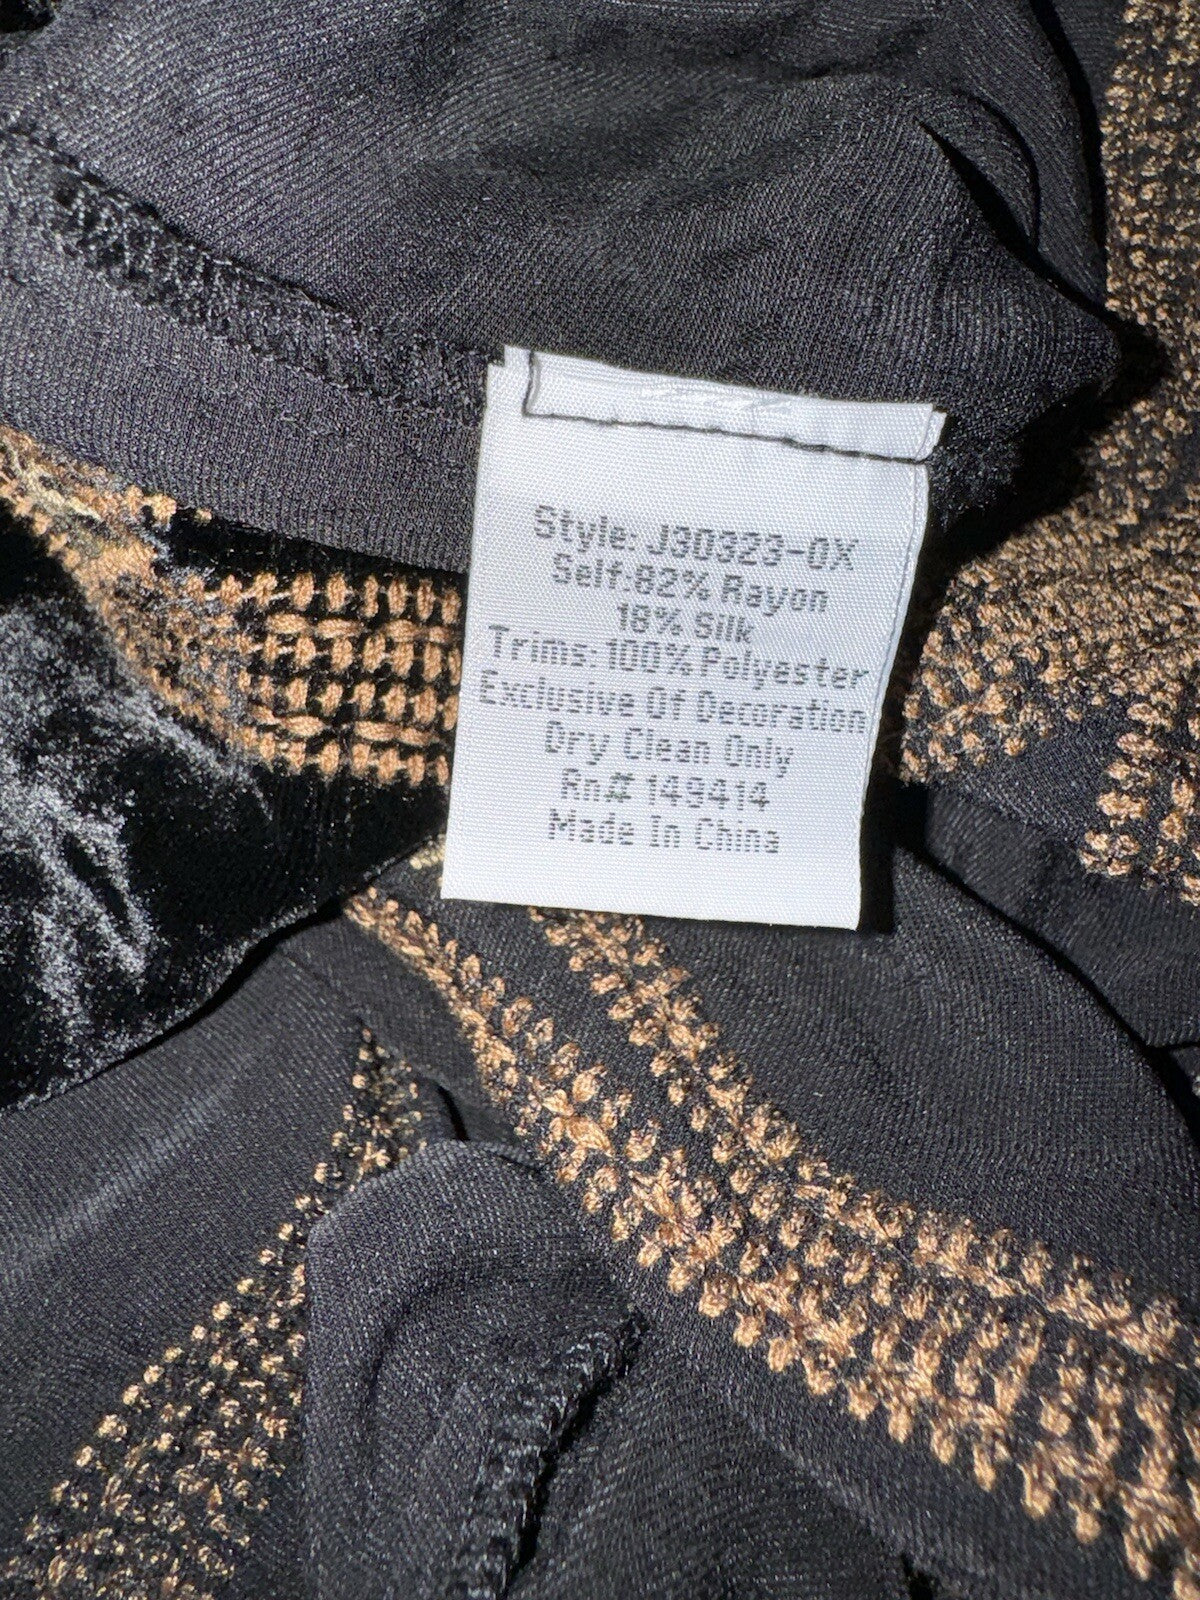 Style: J30323-0X
Self:82% Rayon
18% Silk
Trims:100% Polyester
Exclusive Of Decoration
Dry Clean Only
Rn# 149414
Made In China